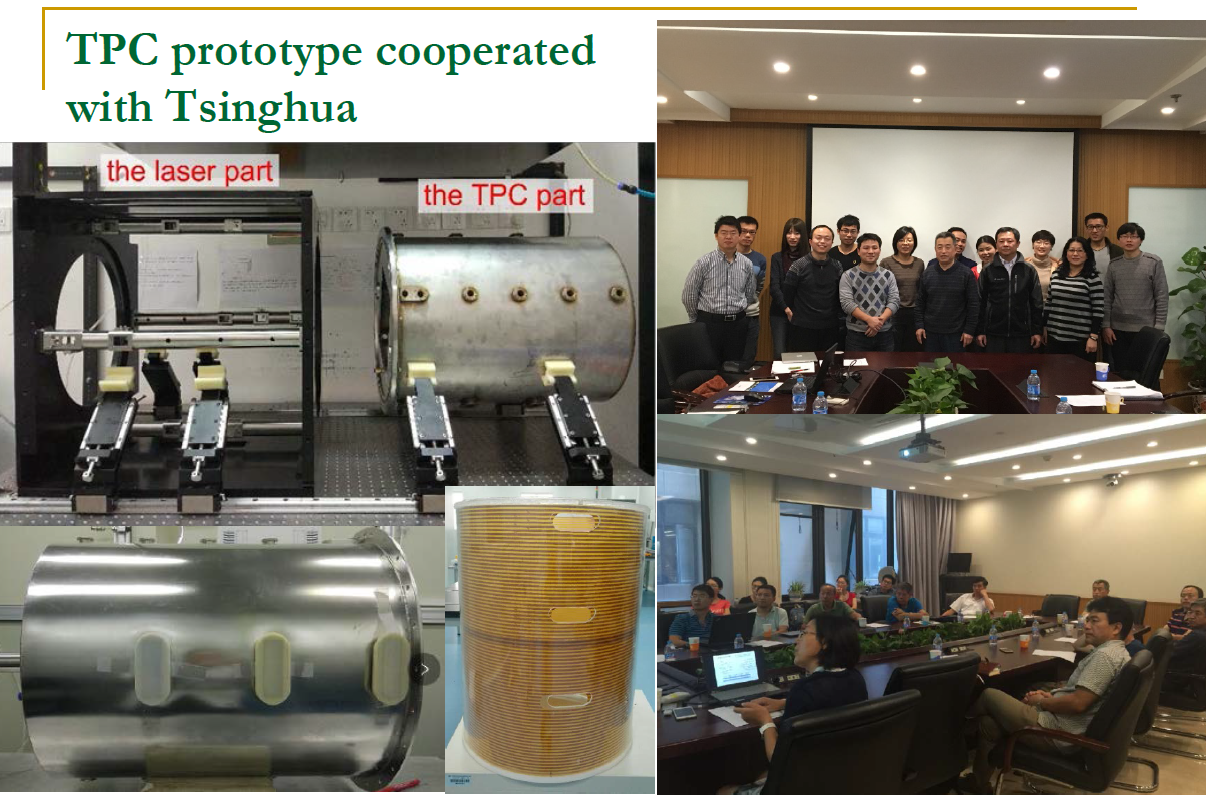 TPC prototype cooperated
with Tsinghua
the laser part
the TPC part